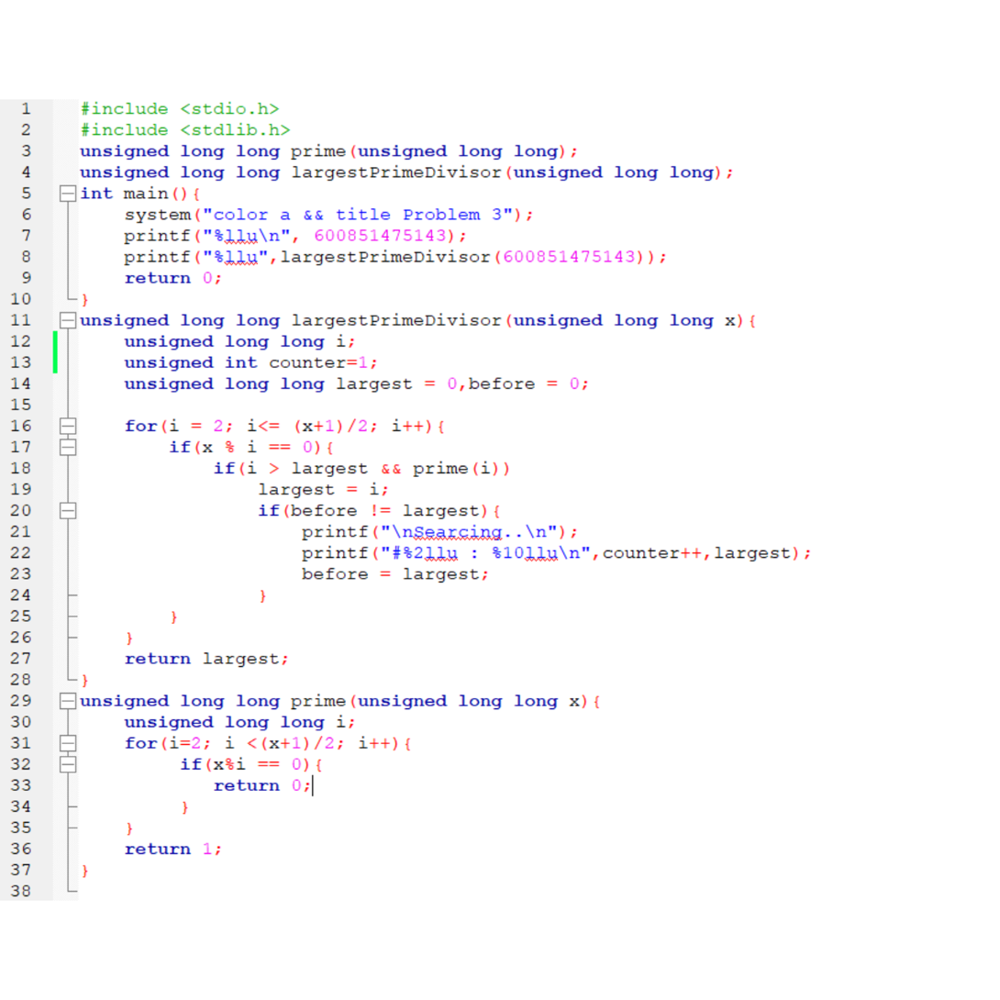 1 #include <stdio.h>
2 #include <stdlib.h>
3 unsigned long long prime(unsigned long long);
4 unsigned long long largestPrimeDivisor(unsigned long long);
5 int main(){
6 system("color a && title Problem 3");
7 printf("%llu\n", 600851475143);
8 printf("%llu",largestPrimeDivisor(600851475143));
9 return 0;
10 }
11 unsigned long long largestPrimeDivisor(unsigned long long x){
12 unsigned long long i;
13 unsigned int counter=1;
14 unsigned long long largest = 0,before = 0;
15
16 for(i = 2; i<= (x+1)/2; i++){
17 if(x % i == 0){
18 if(i > largest && prime(i))
19 largest = i;
20 if(before != largest){
21 printf("\nSearcing..\n");
22 printf("#%2llu : %10llu\n",counter++,largest);
23 before = largest;
24 }
25 }
26 }
27 return largest;
28 }
29 unsigned long long prime(unsigned long long x){
30 unsigned long long i;
31 for(i=2; i <(x+1)/2; i++){
32 if(x%i == 0){
33 return 0;
34 }
35 }
36 return 1;
37 }
38